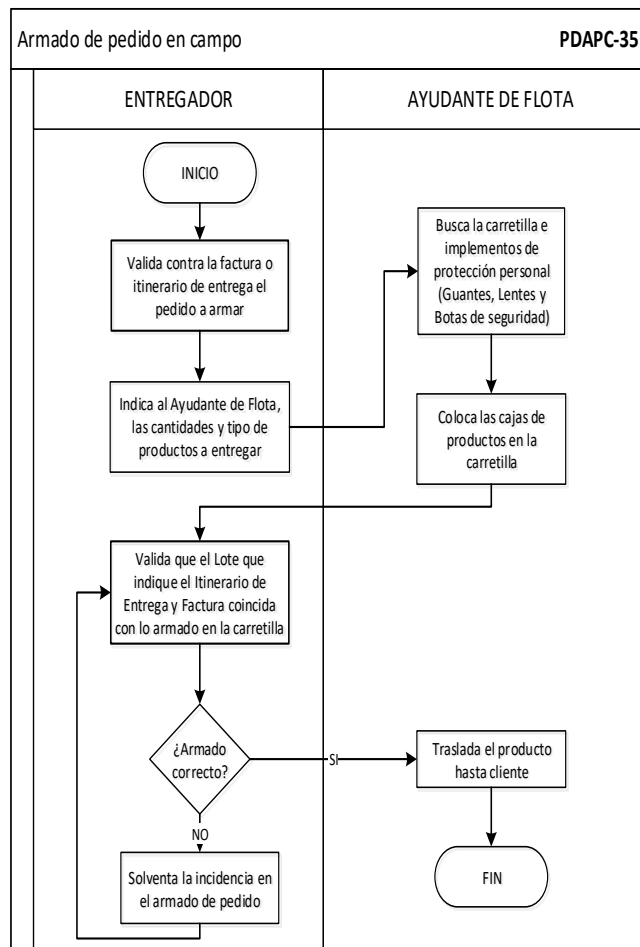 Armado de pedido en campo
PDAPC-35
ENTREGADOR
AYUDANTE DE FLOTA
INICIO
Valida contra la factura o
itinerario de entrega el
pedido a armar
Indica al Ayudante de Flota,
las cantidades y tipo de
productos a entregar
Busca la carretilla e
implementos de
protección personal
(Guantes, Lentes y
Botas de seguridad)
Coloca las cajas de
productos en la
carretilla
Valida que el Lote que
indique el Itinerario de
Entrega y Factura coincida
con lo armado en la carretilla
¿Armado
correcto?
SI
Traslada el producto
hasta cliente
NO
Solventa la incidencia en
el armado de pedido
FIN